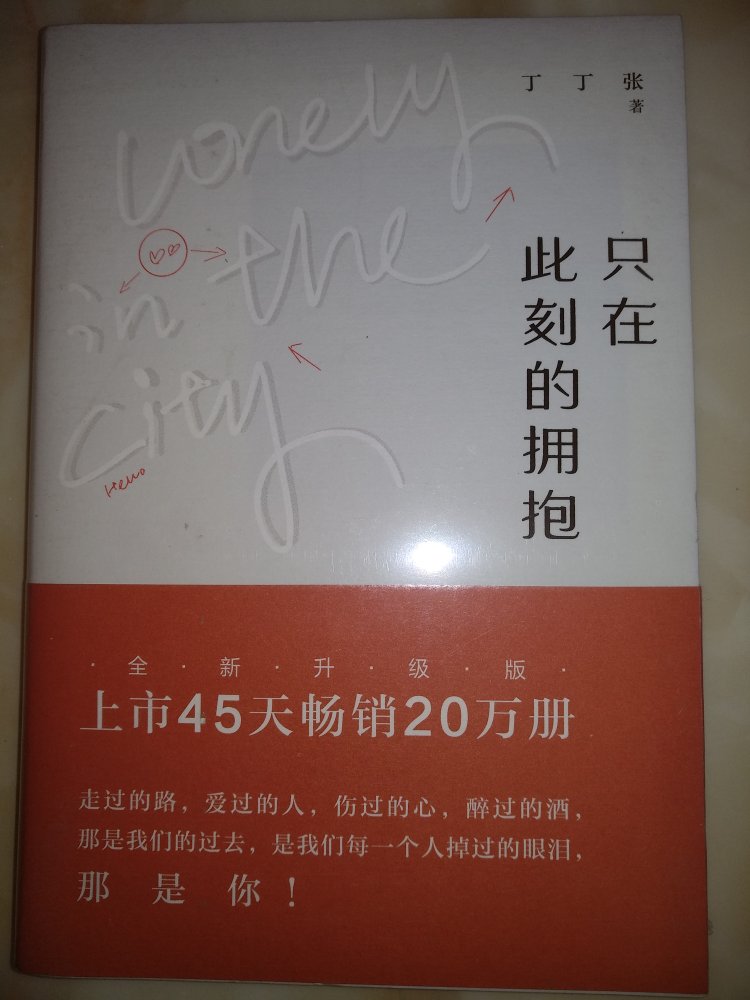 丁丁张
著
只在
此刻的拥抱
lonely
in the
city
Hello
·全·新·升·级·版·
上市45天畅销20万册
走过的路，爱过的人，伤过的心，醉过的酒，
那是我们的过去，是我们每一个人掉过的眼泪，
那是你！